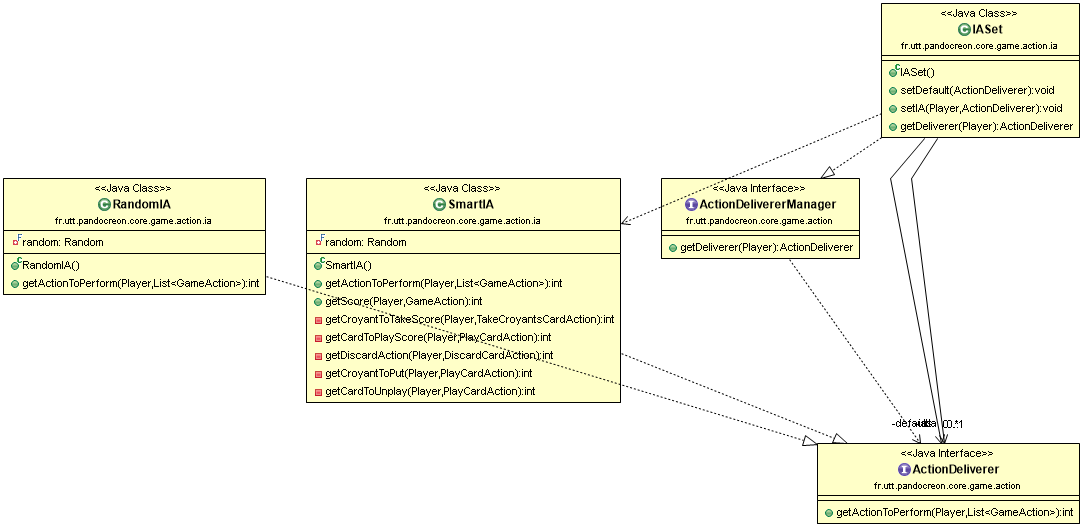 <<Java Class>>
IASet
fr.utt.pandocreon.core.game.action.ia
IASet()
setDefault(ActionDeliverer):void
setIA(Player,ActionDeliverer):void
getDeliverer(Player):ActionDeliverer
<<Java Class>>
RandomIA
fr.utt.pandocreon.core.game.action.ia
random: Random
RandomIA()
getActionToPerform(Player,List<GameAction>):int
<<Java Class>>
SmartIA
fr.utt.pandocreon.core.game.action.ia
random: Random
SmartIA()
getActionToPerform(Player,List<GameAction>):int
getScore(Player,GameAction):int
getCroyantToTakeScore(Player,TakeCroyantsCardAction):int
getCardToPlayScore(Player,PlayCardAction):int
getDiscardAction(Player,DiscardCardAction):int
getCroyantToPut(Player,PlayCardAction):int
getCardToUnplay(Player,PlayCardAction):int
<<Java Interface>>
ActionDelivererManager
fr.utt.pandocreon.core.game.action
getDeliverer(Player):ActionDeliverer
<<Java Interface>>
ActionDeliverer
fr.utt.pandocreon.core.game.action
getActionToPerform(Player,List<GameAction>):int